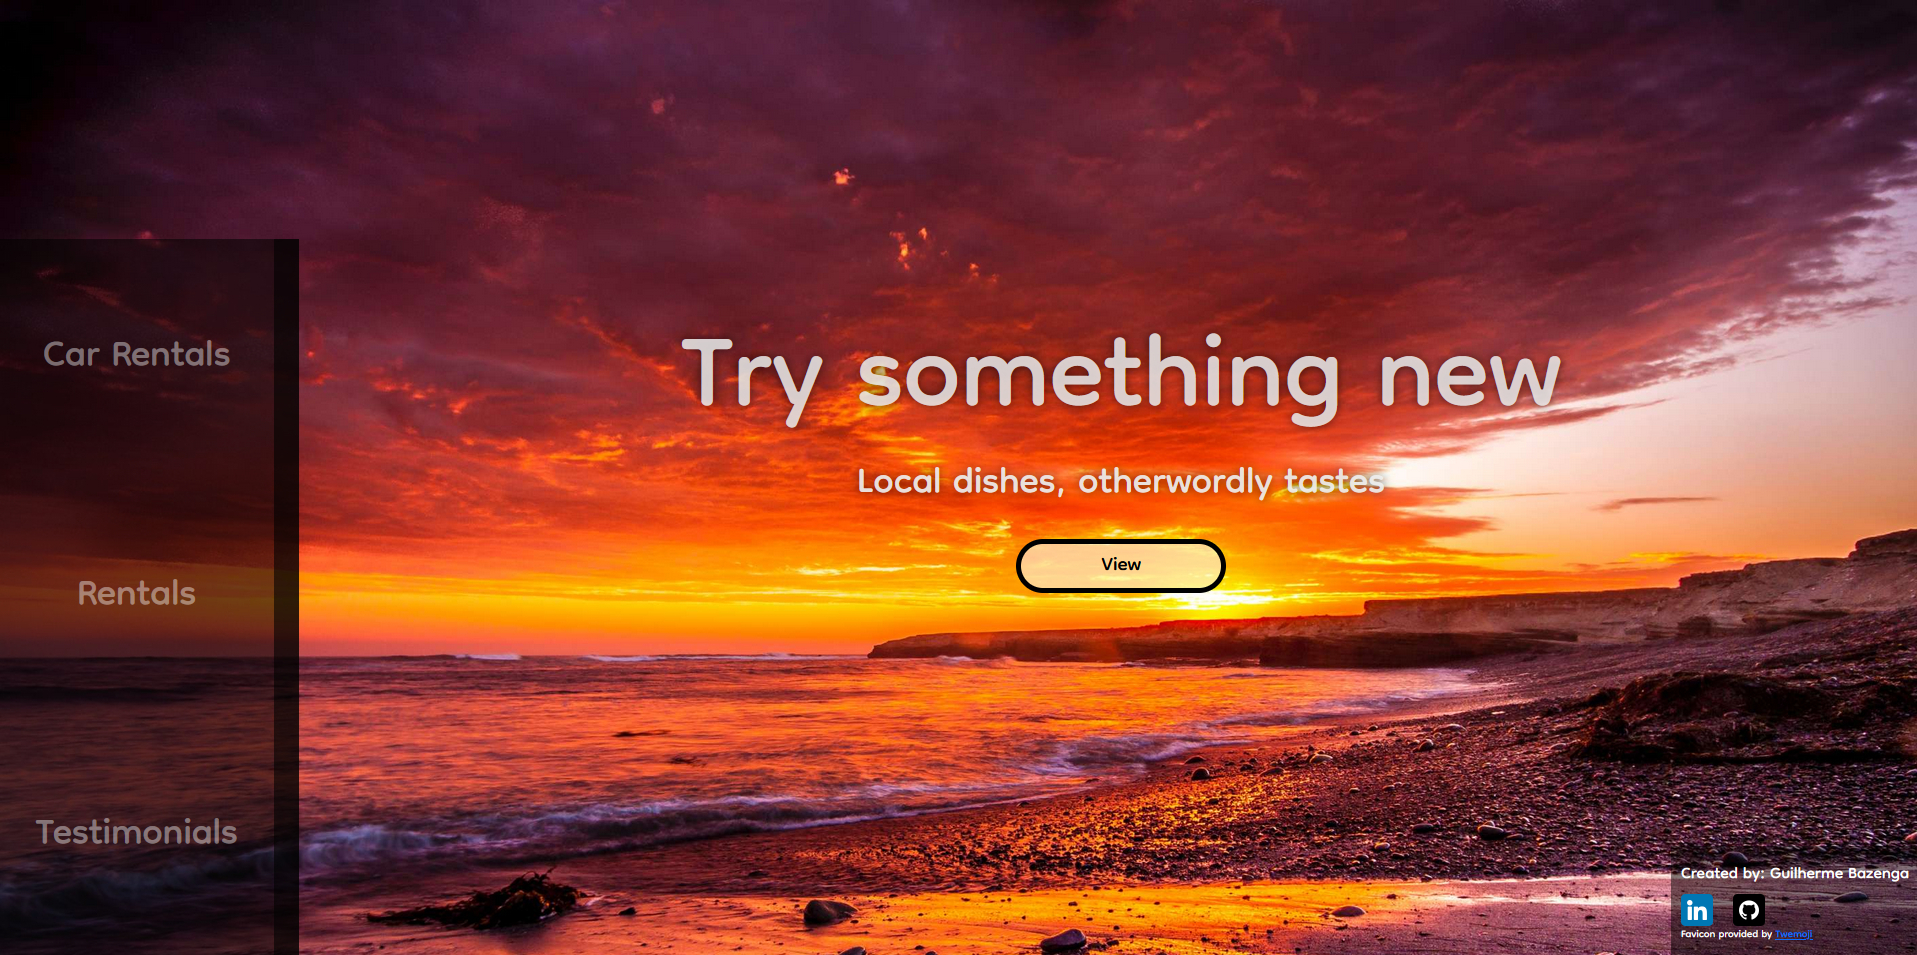 Car Rentals
Rentals
Testimonials
Try something new
Local dishes, otherwordly tastes
View
Created by: Guilherme Bazenga
in
Favicon provided by Twemoji